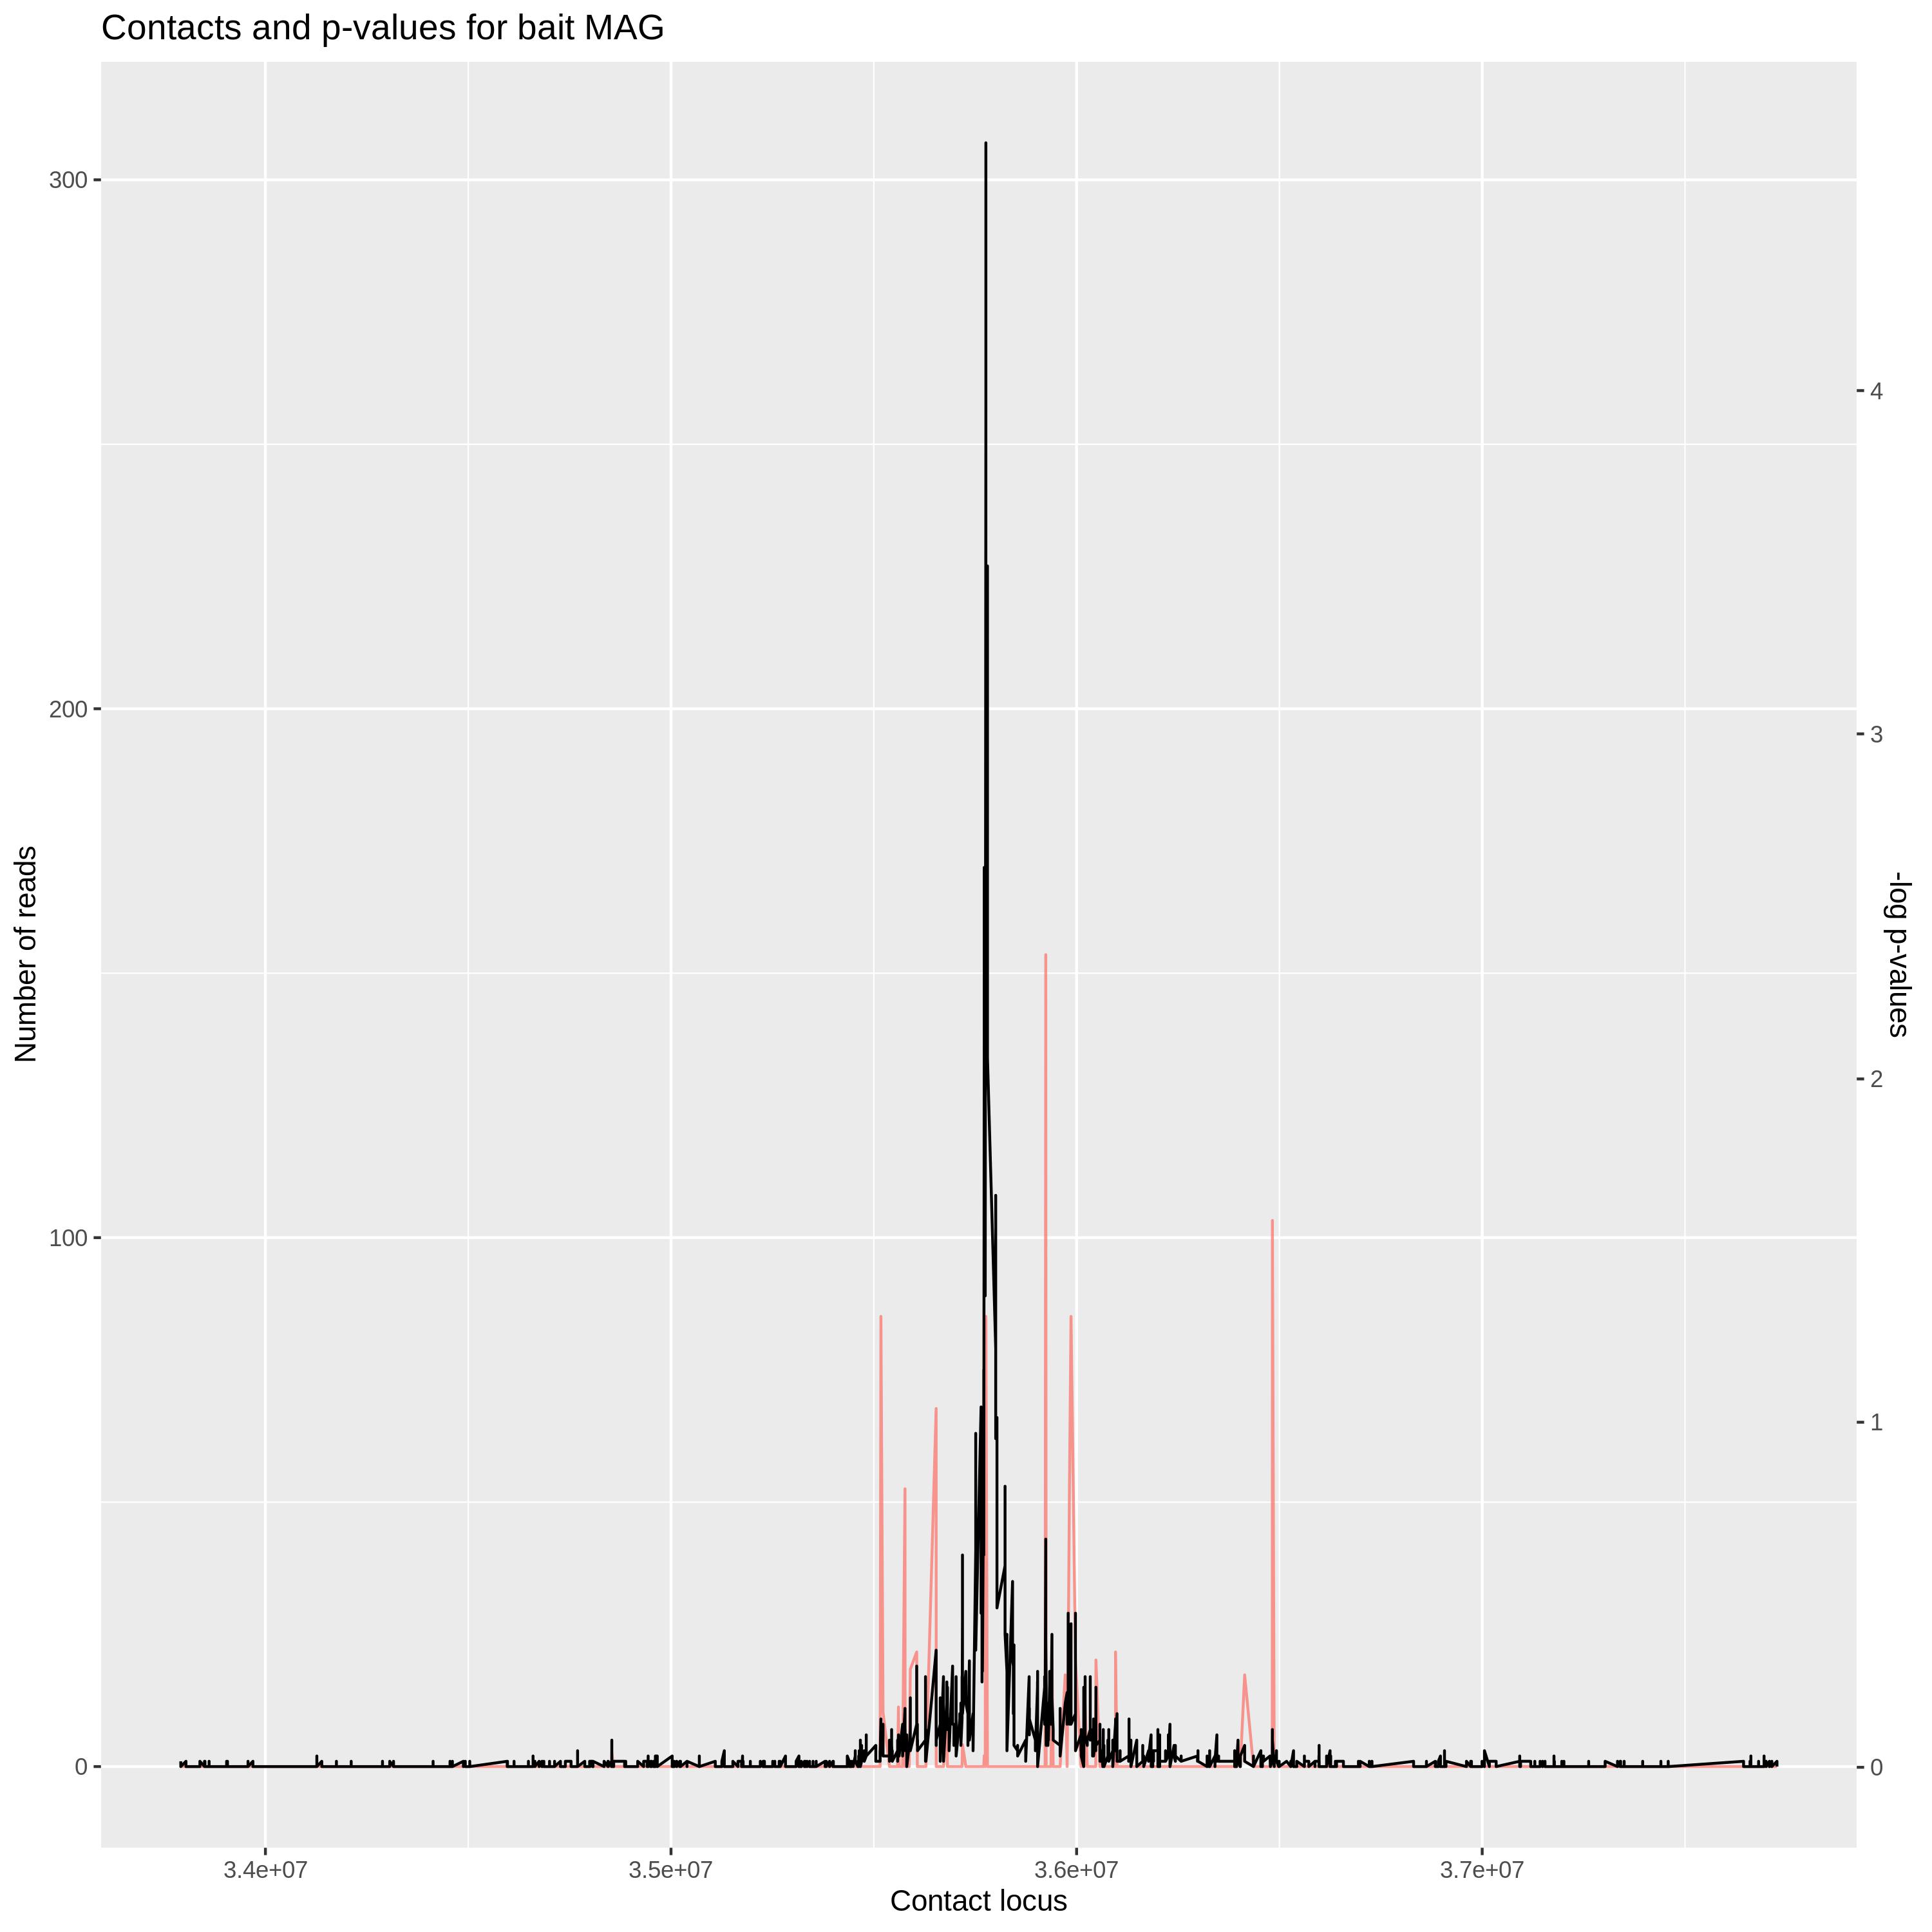 Contacts and p-values for bait MAG
300
200
100
0
Number of reads
4
3
2
1
0
-log p-values
3.4e+07
3.5e+07
3.6e+07
3.7e+07
Contact locus